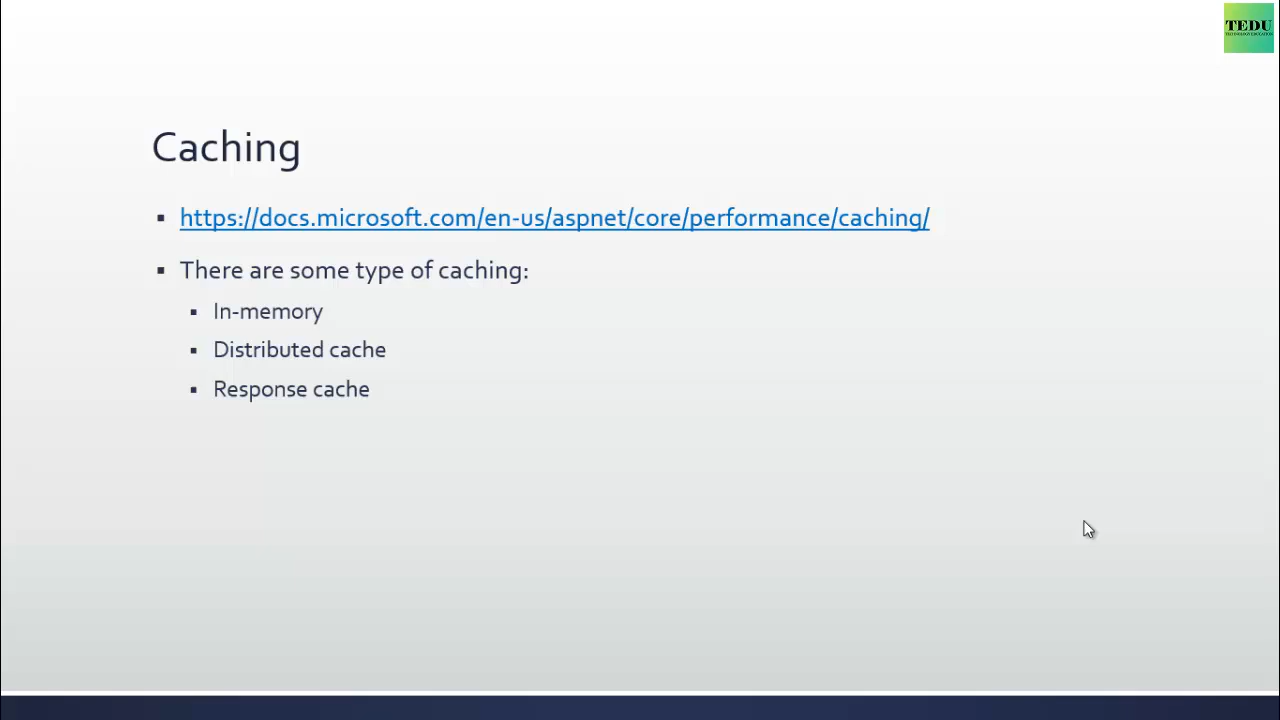 TEDU
Caching
https://docs.microsoft.com/en-us/aspnet/core/performance/caching/
There are some type of caching:
In-memory
Distributed cache
Response cache